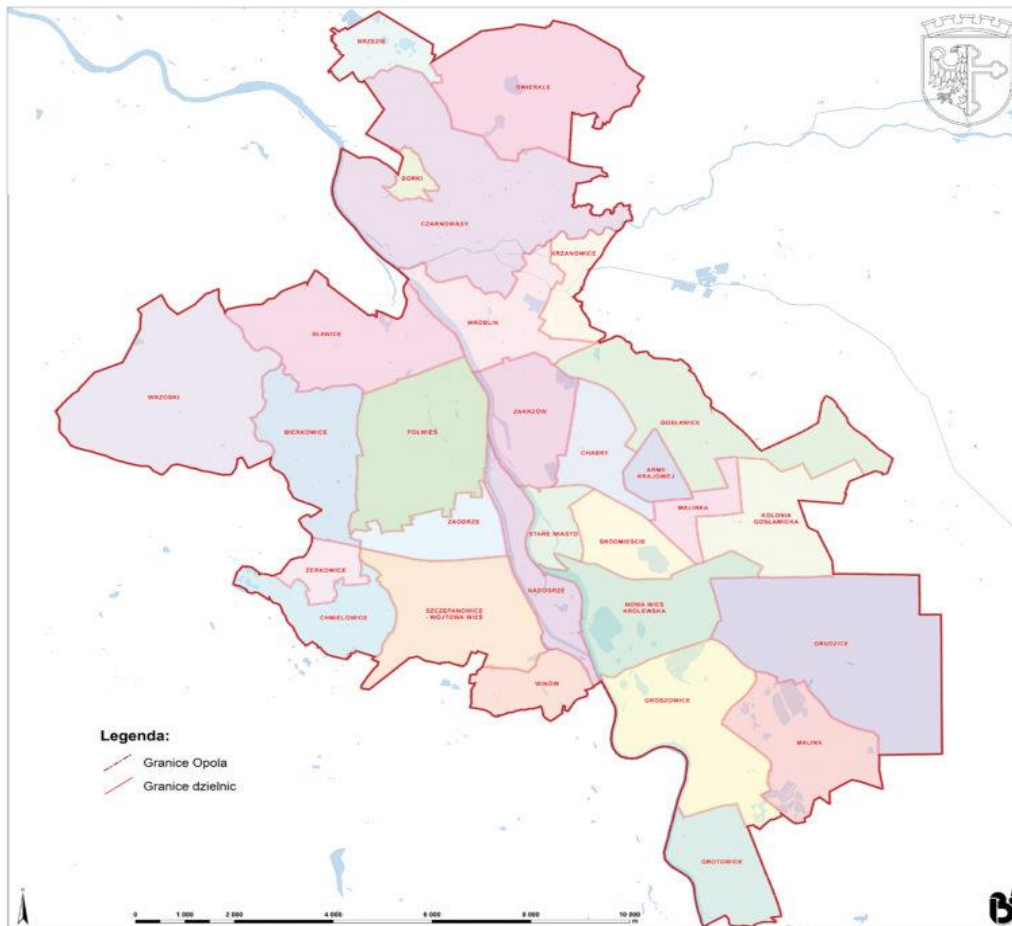 BRZEZIE
ŚWIERKLE
BORKI
CZARNOWĄSY
KRZANOWICE
SŁAWICE
WRÓBLIN
WRZOSKI
ZAKRZÓW
BIERKOWICE
PÓŁWIEŚ
GOSŁAWICE
CHABRY
ARMII
KRAJOWEJ
MALINKA
KOLONIA
GOSŁAWICKA
ZAODRZE
STARE MIASTO
ŚRÓDMIEŚCIE
ŻERKOWICE
NADODRZE
CHMIELOWICE
SZCZEPANOWICE
- WÓJTOWA WIEŚ
NOWA WIEŚ
KRÓLEWSKA
GRUDZICE
WINÓW
GROSZOWICE
MALINA
Legenda:
Granice Opola
Granice dzielnic
GROTOWICE
N
0 1 000 2 000 4 000 6 000 8 000 10 000
m